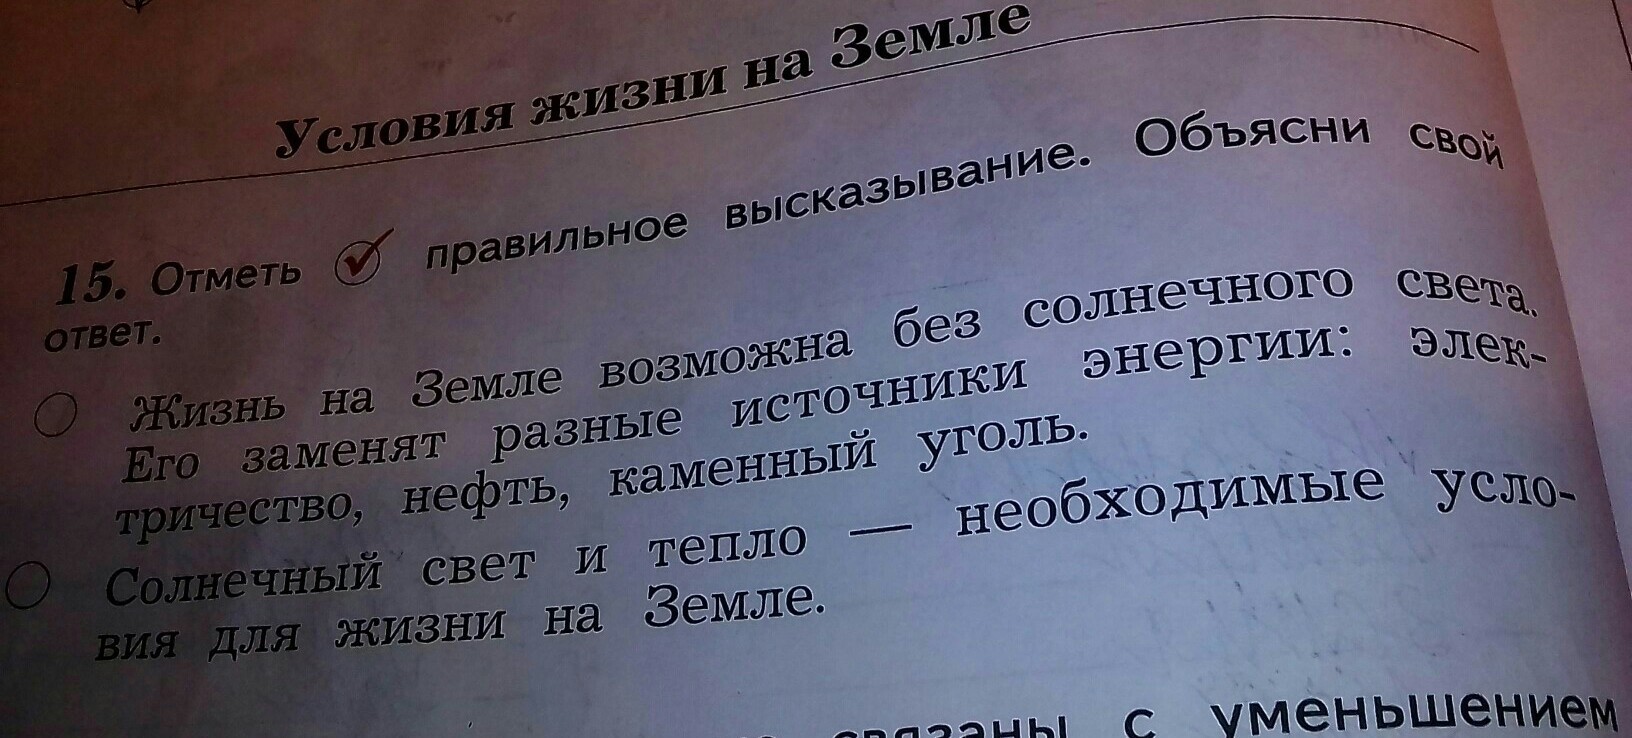 Условия жизни на Земле
15. Отметь правильное высказывание. Объясни свой
ответ.
Жизнь на Земле возможна без солнечного света.
Его заменят разные источники энергии: элек-
тричество, нефть, каменный уголь.
Солнечный свет и тепло — необходимые усло-
вия для жизни на Земле.
связаны с уменьшением